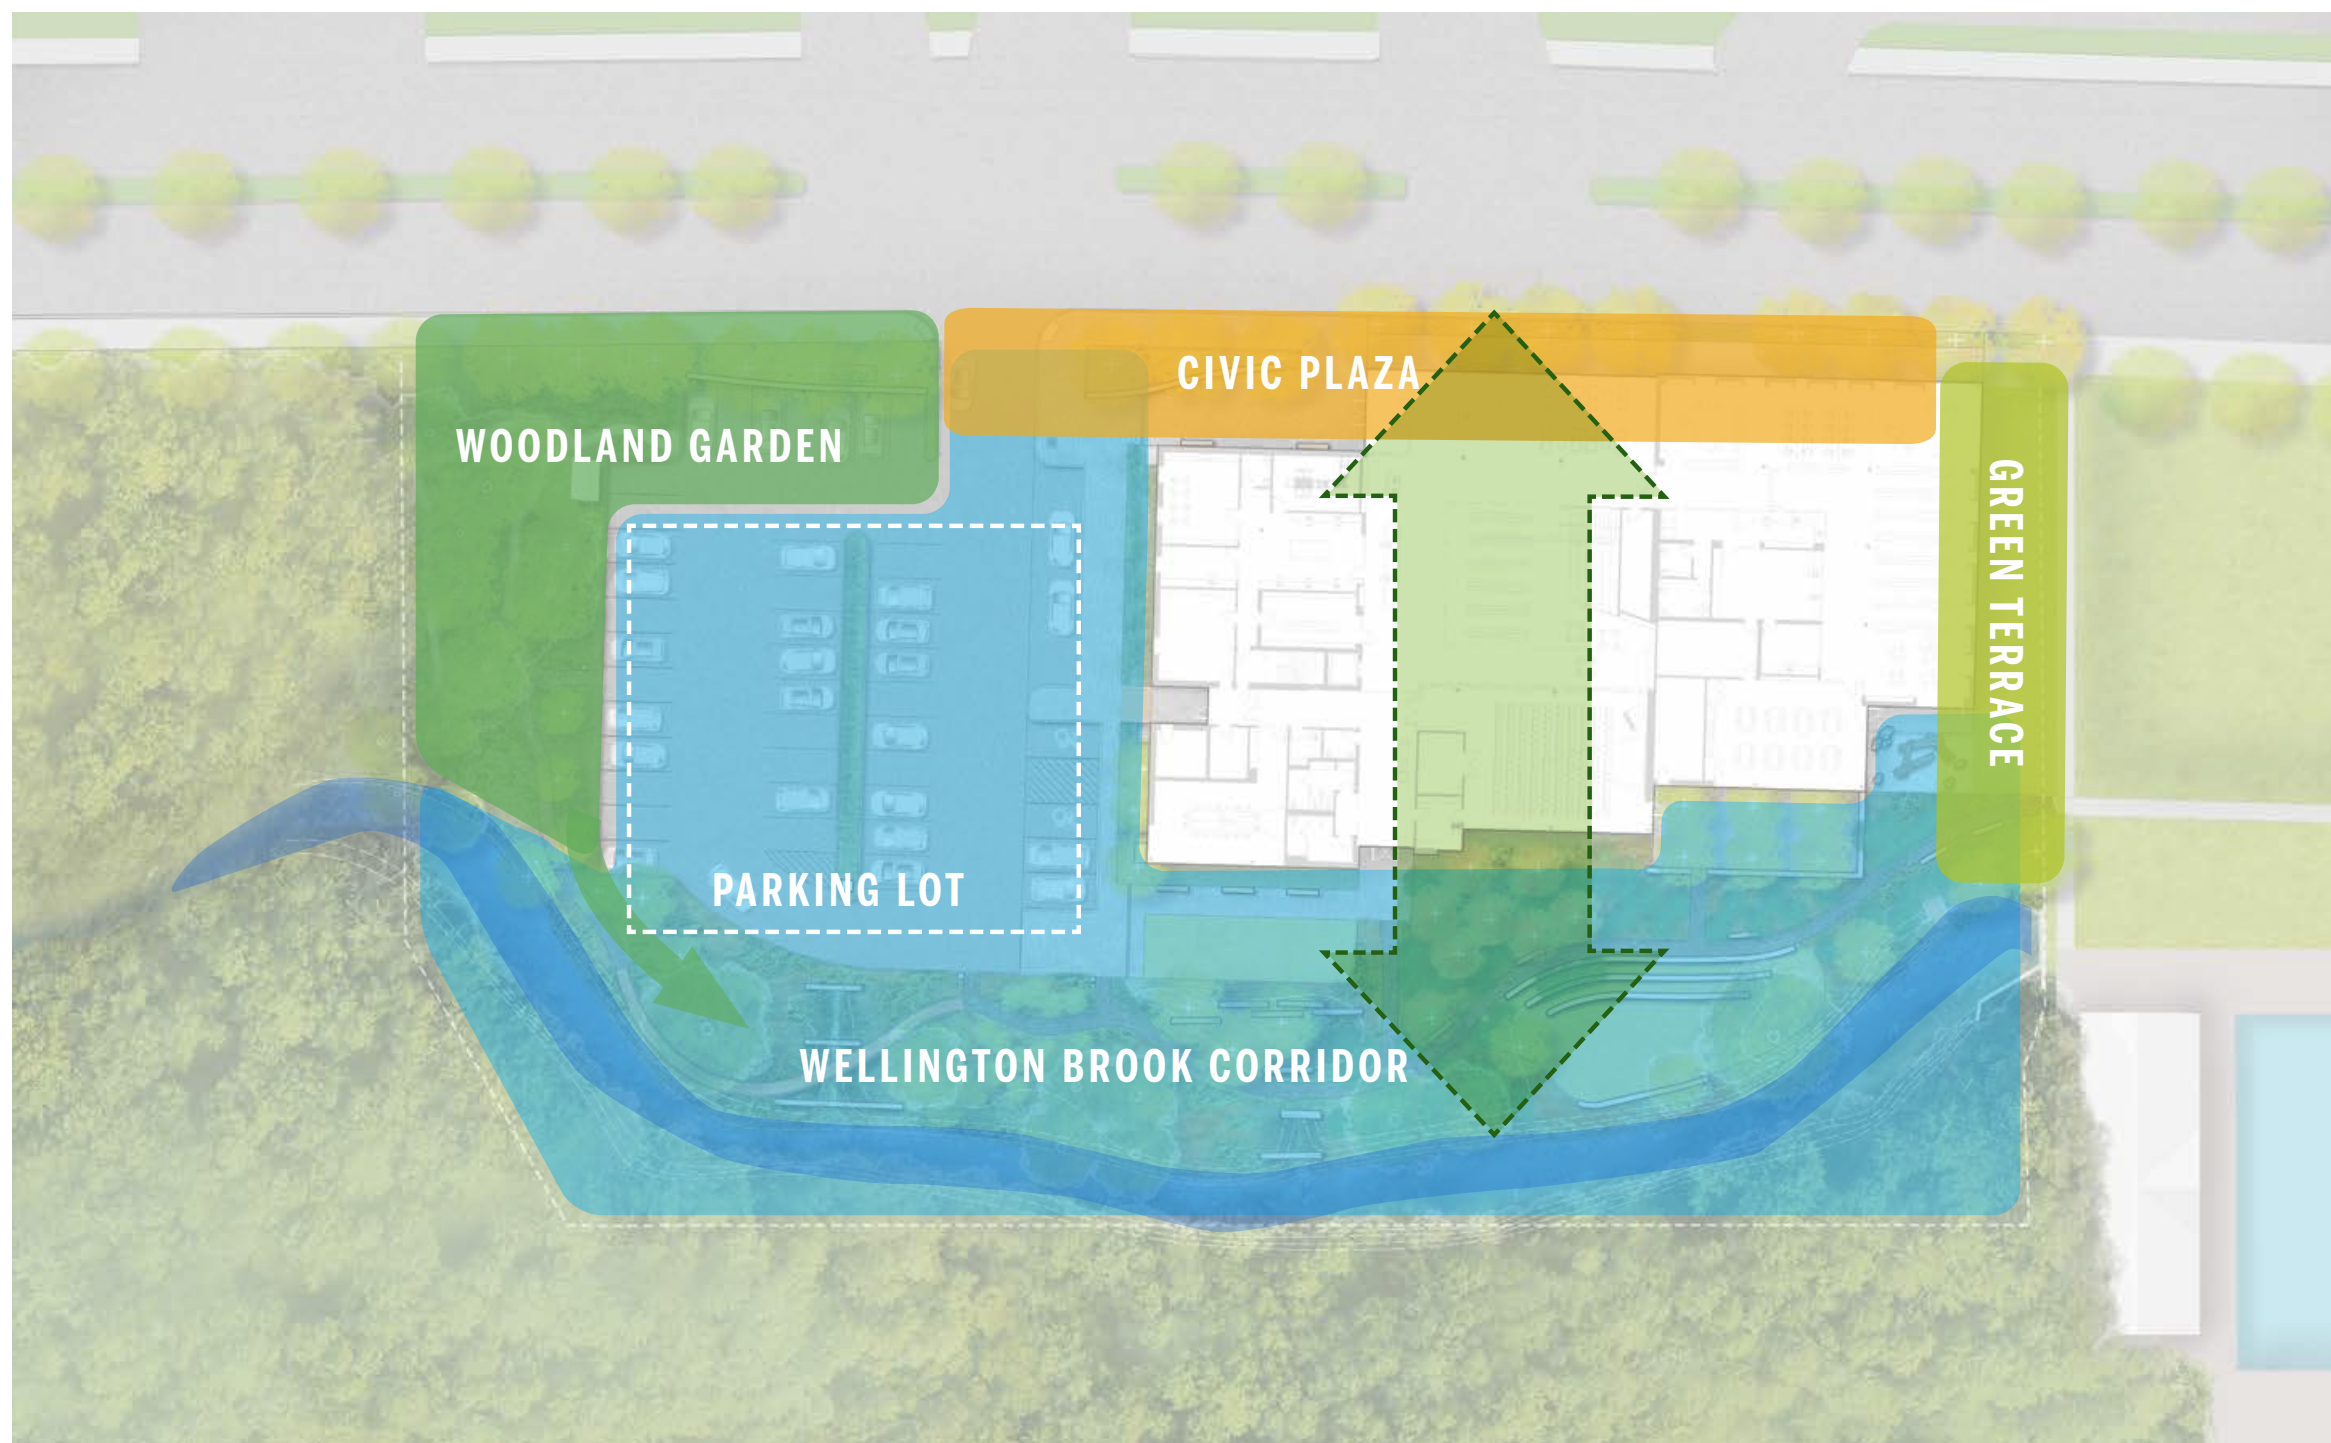 CIVIC PLAZA
WOODLAND GARDEN
GREEN TERRACE
PARKING LOT
WELLINGTON BROOK CORRIDOR